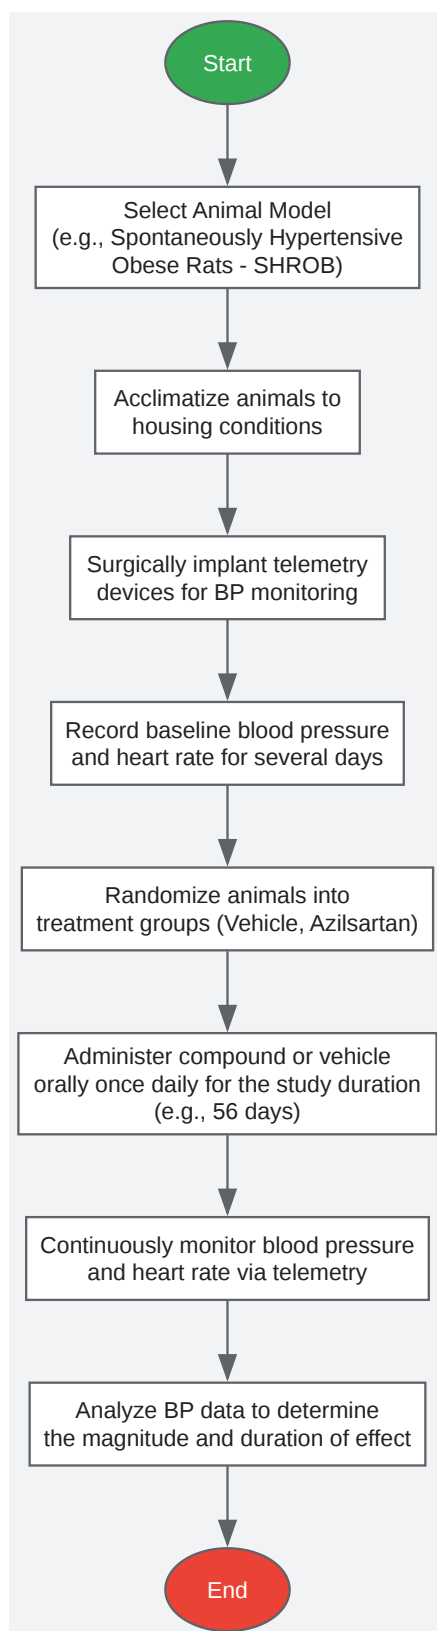 Start
Select Animal Model
(e.g., Spontaneously Hypertensive
Obese Rats - SHROB)
Acclimatize animals to
housing conditions
Surgically implant telemetry
devices for BP monitoring
Record baseline blood pressure
and heart rate for several days
Randomize animals into
treatment groups (Vehicle, Azilsartan)
Administer compound or vehicle
orally once daily for the study duration
(e.g., 56 days)
Continuously monitor blood pressure
and heart rate via telemetry
Analyze BP data to determine
the magnitude and duration of effect
End